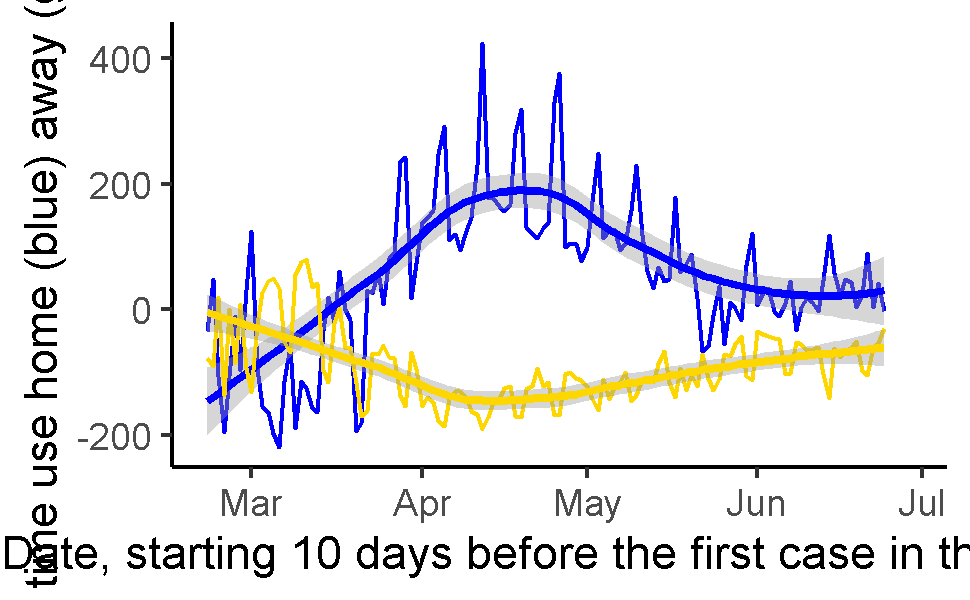 time use home (blue) away (
400
200
0
-200
Mar Apr May Jun Jul
Date, starting 10 days before the first case in th